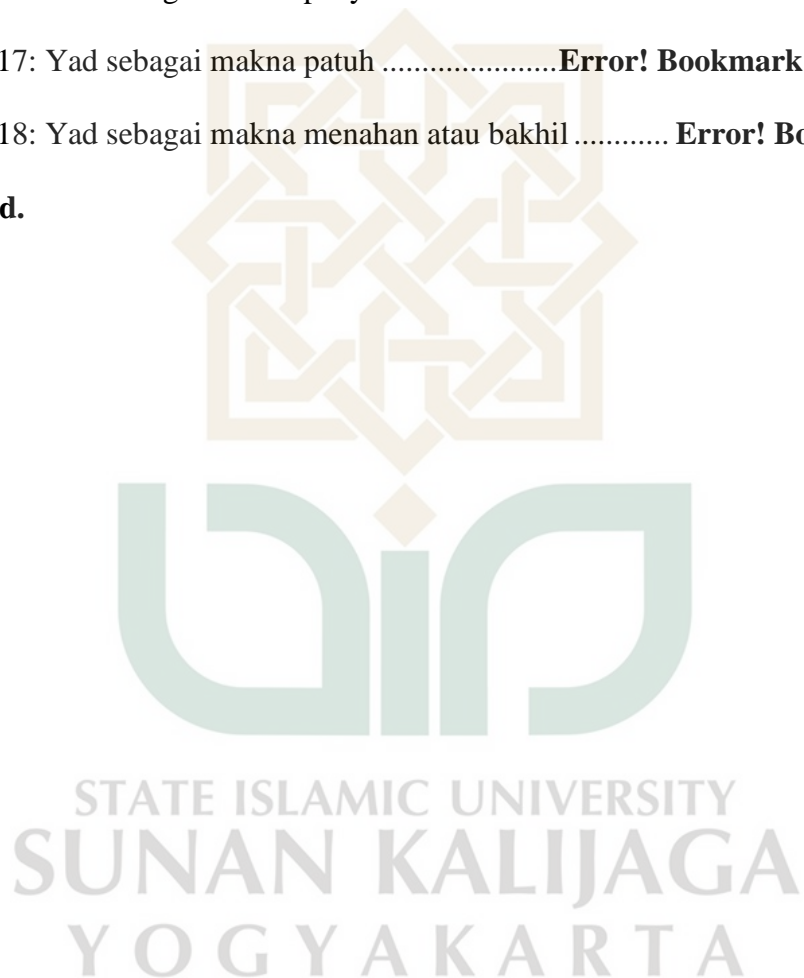 17: Yad sebagai makna patuh ......................Error! Bookmark
18: Yad sebagai makna menahan atau bakhil ............ Error! Bo
d.
STATE ISLAMIC UNIVERSITY
SUNAN KALIJAGA
YOGYAKARTA